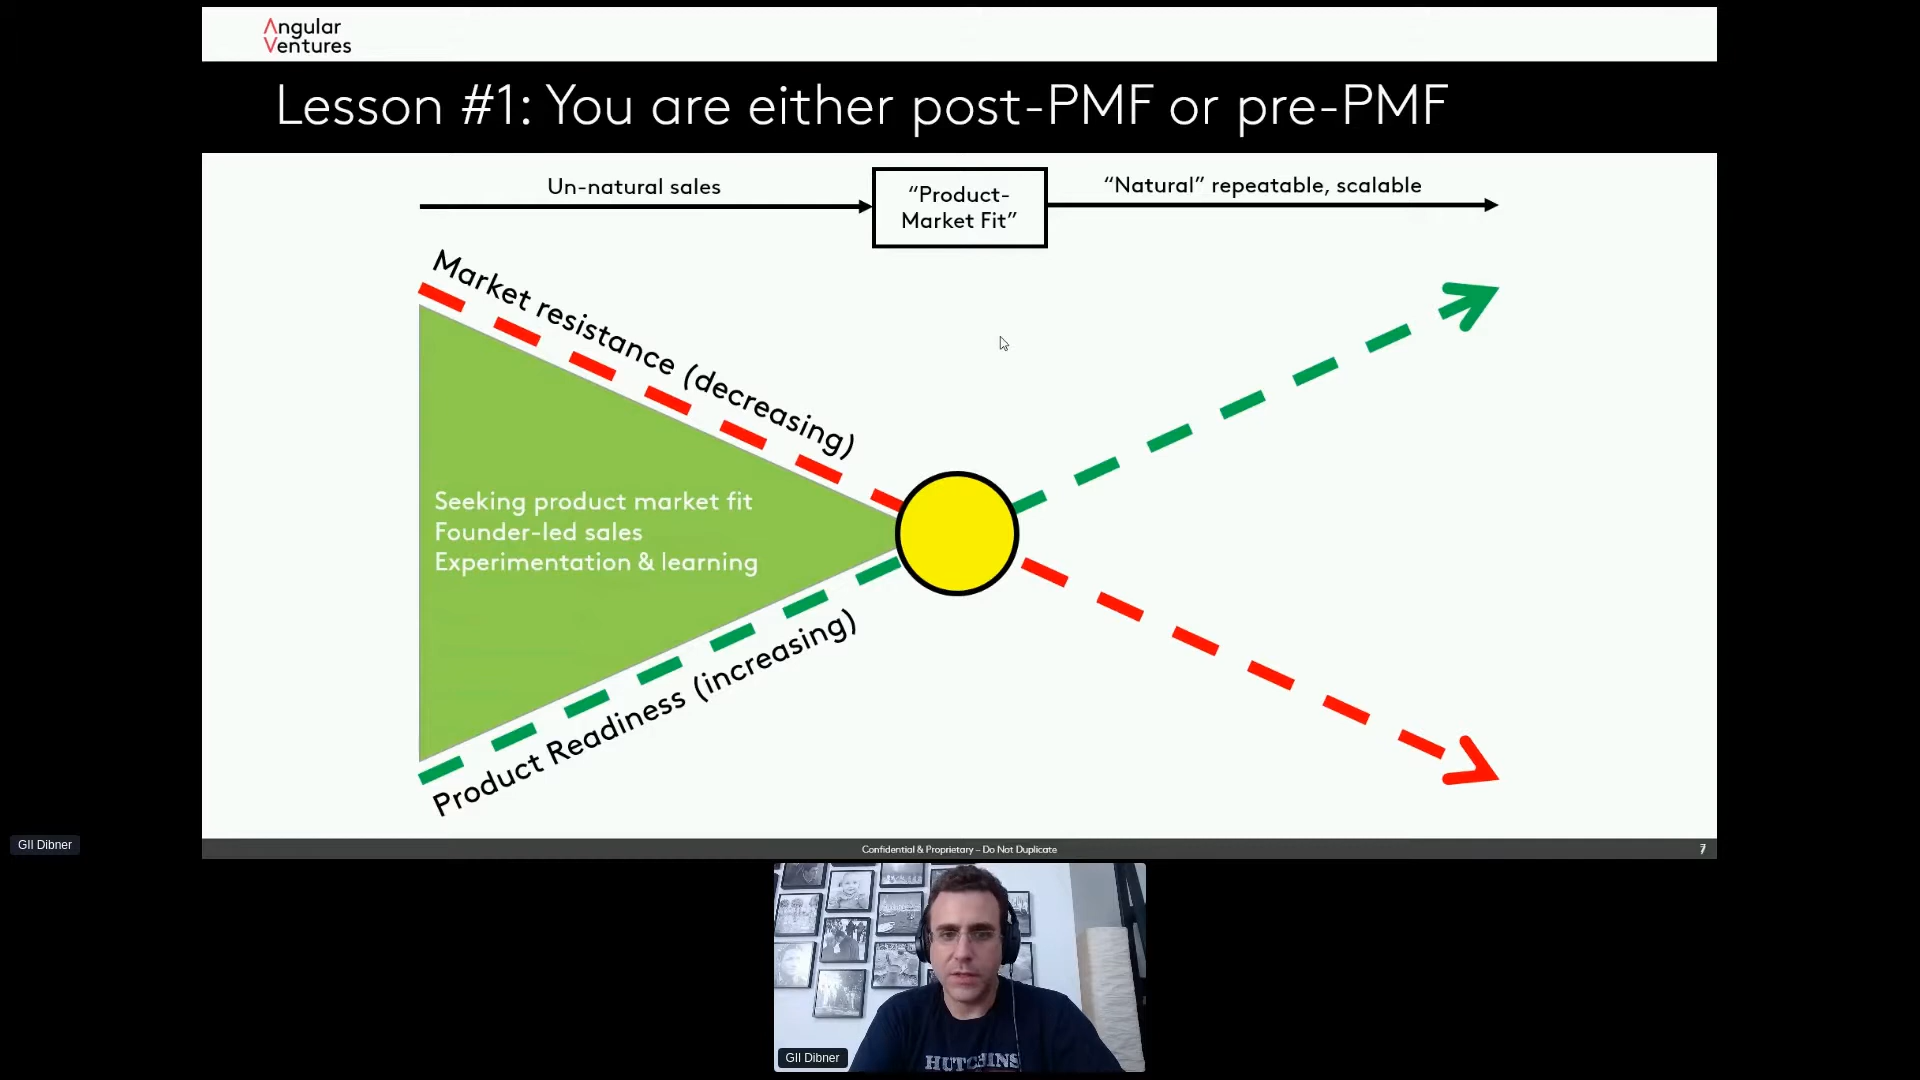 Angular
Ventures
Lesson #1: You are either post-PMF or pre-PMF
Un-natural sales
“Product-
Market Fit”
“Natural” repeatable, scalable
Market resistance (decreasing)
Seeking product market fit
Founder-led sales
Experimentation & learning
Product Readiness (increasing)
Confidential & Proprietary – Do Not Duplicate
7
GIl Dibner
GIl Dibner
HUTCHINS